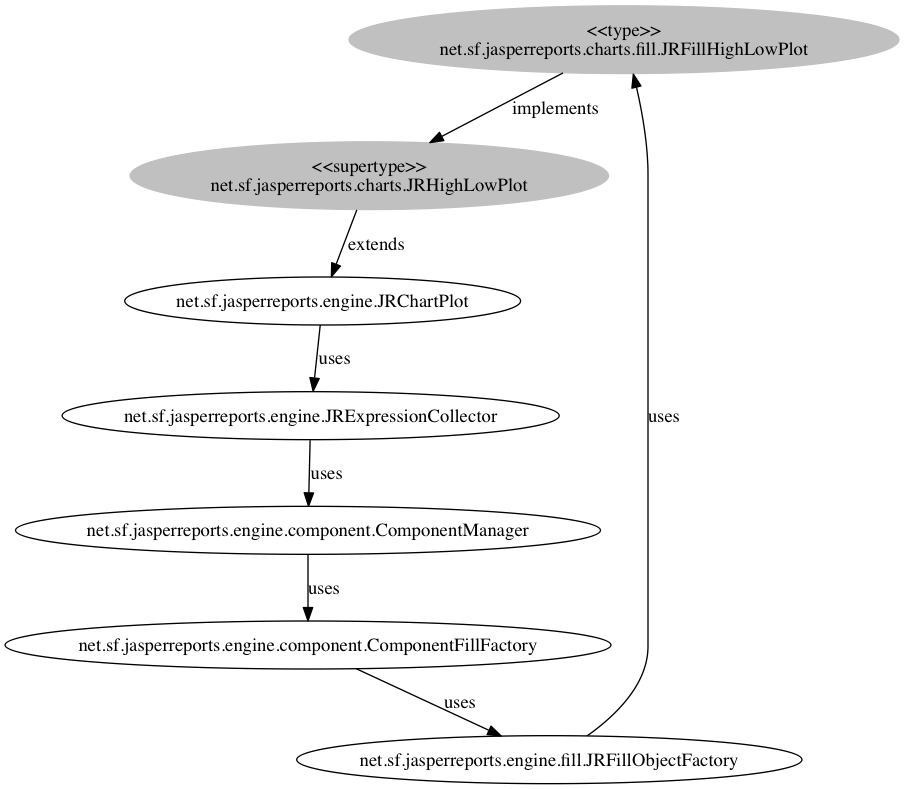 <<type>>
net.sf.jasperreports.charts.fill.JRFillHighLowPlot
implements
<<supertype>>
net.sf.jasperreports.charts.JRHighLowPlot
extends
net.sf.jasperreports.engine.JRChartPlot
uses
net.sf.jasperreports.engine.JRExpressionCollector
uses
uses
net.sf.jasperreports.engine.component.ComponentManager
uses
net.sf.jasperreports.engine.component.ComponentFillFactory
uses
net.sf.jasperreports.engine.fill.JRFillObjectFactory